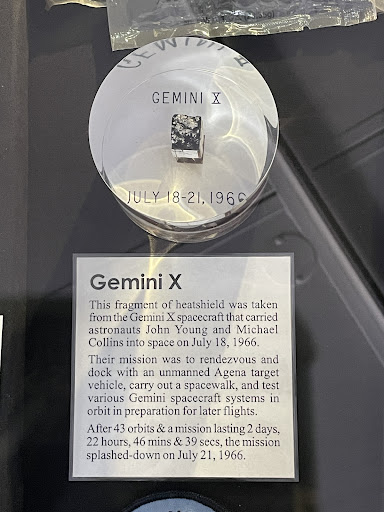 GEMINI X
JULY 18-21, 1966
Gemini X
This fragment of heatshield was taken
from the Gemini X spacecraft that carried
astronauts John Young and Michael
Collins into space on July 18, 1966.
Their mission was to rendezvous and
dock with an unmanned Agena target
vehicle, carry out a spacewalk, and test
various Gemini spacecraft systems in
orbit in preparation for later flights.
After 43 orbits & a mission lasting 2 days,
22 hours, 46 mins & 39 secs, the mission
splashed-down on July 21, 1966.